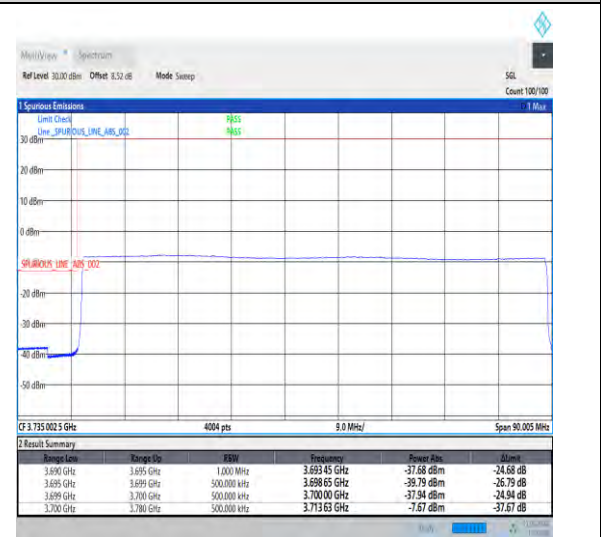 MultiView Spectrum
Ref Level 30.00 dBm Offset 8.52 dB Mode Sweep SGL
Count 100/100
1 Spurious Emissions 1 Max
Limit Check PASS
Line _SPURIOUS_LINE_ABS_002 PASS
30 dBm
20 dBm
10 dBm
0 dBm
SPURIOUS_LINE_ABS_002
-20 dBm
-30 dBm
-40 dBm
-50 dBm
CF 3.735 002 5 GHz 4004 pts 9.0 MHz/ Span 90.005 MHz
2 Result Summary
Range Low Range Up RBW Frequency Power Abs ΔLimit
3.690 GHz 3.695 GHz 1.000 MHz 3.693 45 GHz -37.68 dBm -24.68 dB
3.695 GHz 3.699 GHz 500.000 kHz 3.698 65 GHz -39.79 dBm -26.79 dB
3.699 GHz 3.700 GHz 500.000 kHz 3.700 00 GHz -37.94 dBm -24.94 dB
3.700 GHz 3.780 GHz 500.000 kHz 3.713 63 GHz -7.67 dBm -37.67 dB